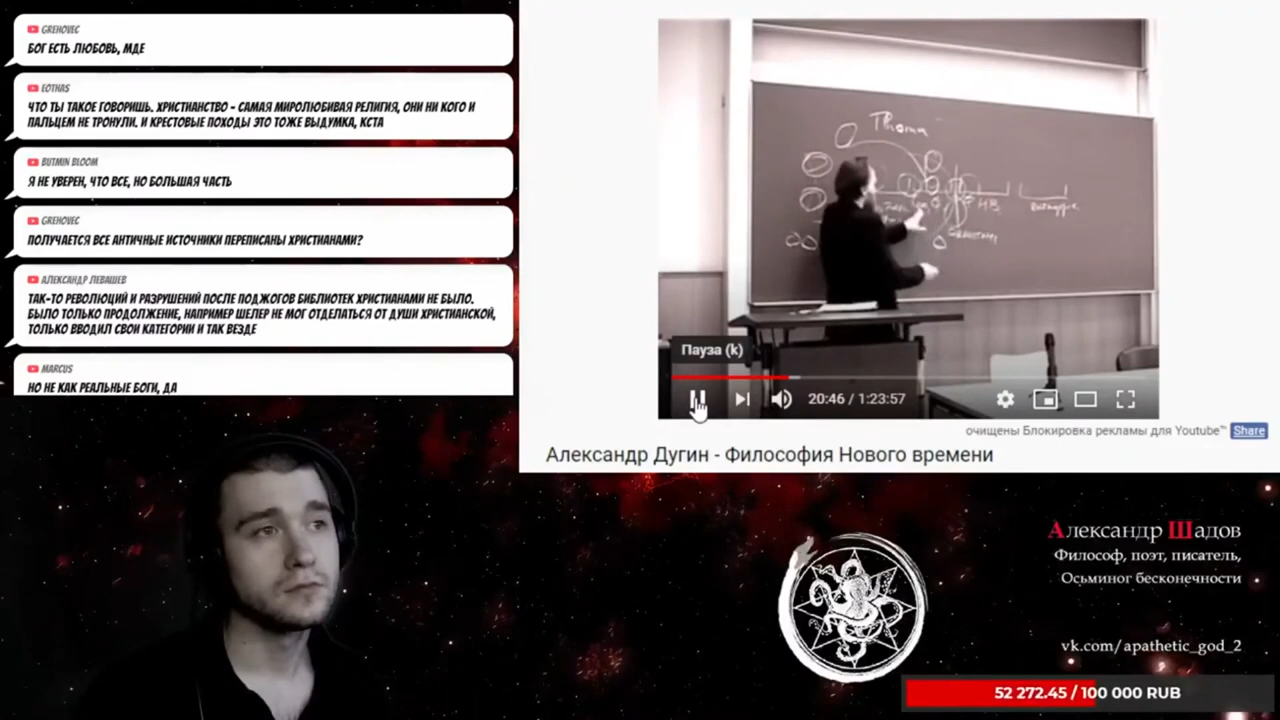 GREHOVEC
БОГ ЕСТЬ ЛЮБОВЬ, МДЕ
EOTHAS
ЧТО ТЫ ТАКОЕ ГОВОРИШЬ. ХРИСТИАНСТВО - САМАЯ МИРОЛЮБИВАЯ РЕЛИГИЯ, ОНИ НИ КОГО И
ПАЛЬЦЕМ НЕ ТРОНУЛИ. И КРЕСТОВЫЕ ПОХОДЫ ЭТО ТОЖЕ ВЫДУМКА, КСТА
BUTMIN BLOOM
Я НЕ УВЕРЕН, ЧТО ВСЕ, НО БОЛЬШАЯ ЧАСТЬ
GREHOVEC
ПОЛУЧАЕТСЯ ВСЕ АНТИЧНЫЕ ИСТОЧНИКИ ПЕРЕПИСАНЫ ХРИСТИАНАМИ?
АЛЕКСАНДР ЛЕВАШЕВ
ТАК-ТО РЕВОЛЮЦИЙ И РАЗРУШЕНИЙ ПОСЛЕ ПОДЖОГОВ БИБЛИОТЕК ХРИСТИАНАМИ НЕ БЫЛО.
БЫЛО ТОЛЬКО ПРОДОЛЖЕНИЕ, НАПРИМЕР ШЕЛЕР НЕ МОГ ОТДЕЛАТЬСЯ ОТ ДУШИ ХРИСТИАНСКОЙ,
ТОЛЬКО ВВОДИЛ СВОИ КАТЕГОРИИ И ТАК ВЕЗДЕ
MARCUS
НО НЕ КАК РЕАЛЬНЫЕ БОГИ, ДА
Пауза (k)
20:46 / 1:23:57
очищены Блокировка рекламы для Youtube™ Share
Александр Дугин - Философия Нового времени
Александр Шадов
Философ, поэт, писатель,
Осьминог бесконечности
vk.com/apathetic_god_2
52 272.45 / 100 000 RUB